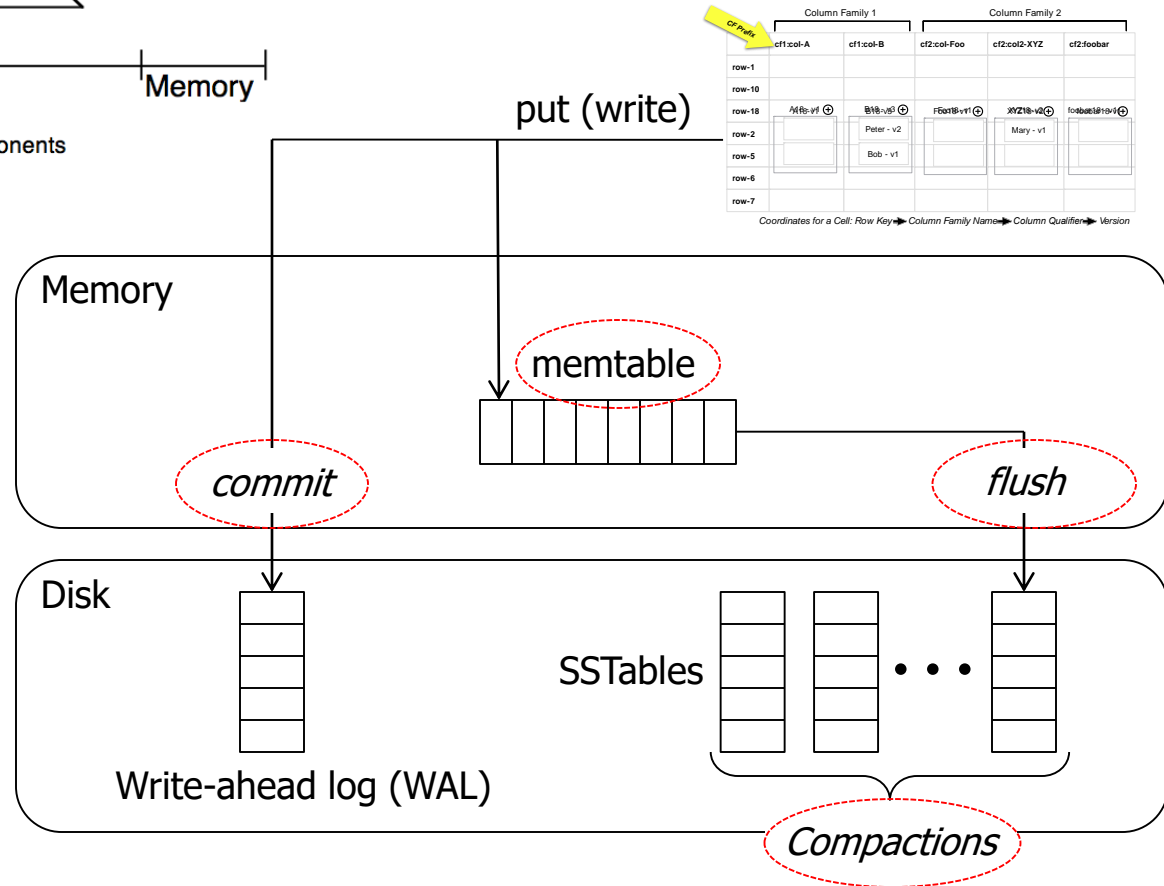 Column Family 1 Column Family 2
CF Prefix
cf1:col-A cf1:col-B cf2:col-Foo cf2:col2-XYZ cf2:foobar
row-1
row-10
row-18
row-2 Peter - v2 Mary - v1
row-5 Bob - v1
row-6
row-7
Coordinates for a Cell: Row Key Column Family Name Column Qualifier Version
Memory
onents
put (write)
Memory
memtable
commit
flush
Disk
SSTables
Write-ahead log (WAL)
Compactions